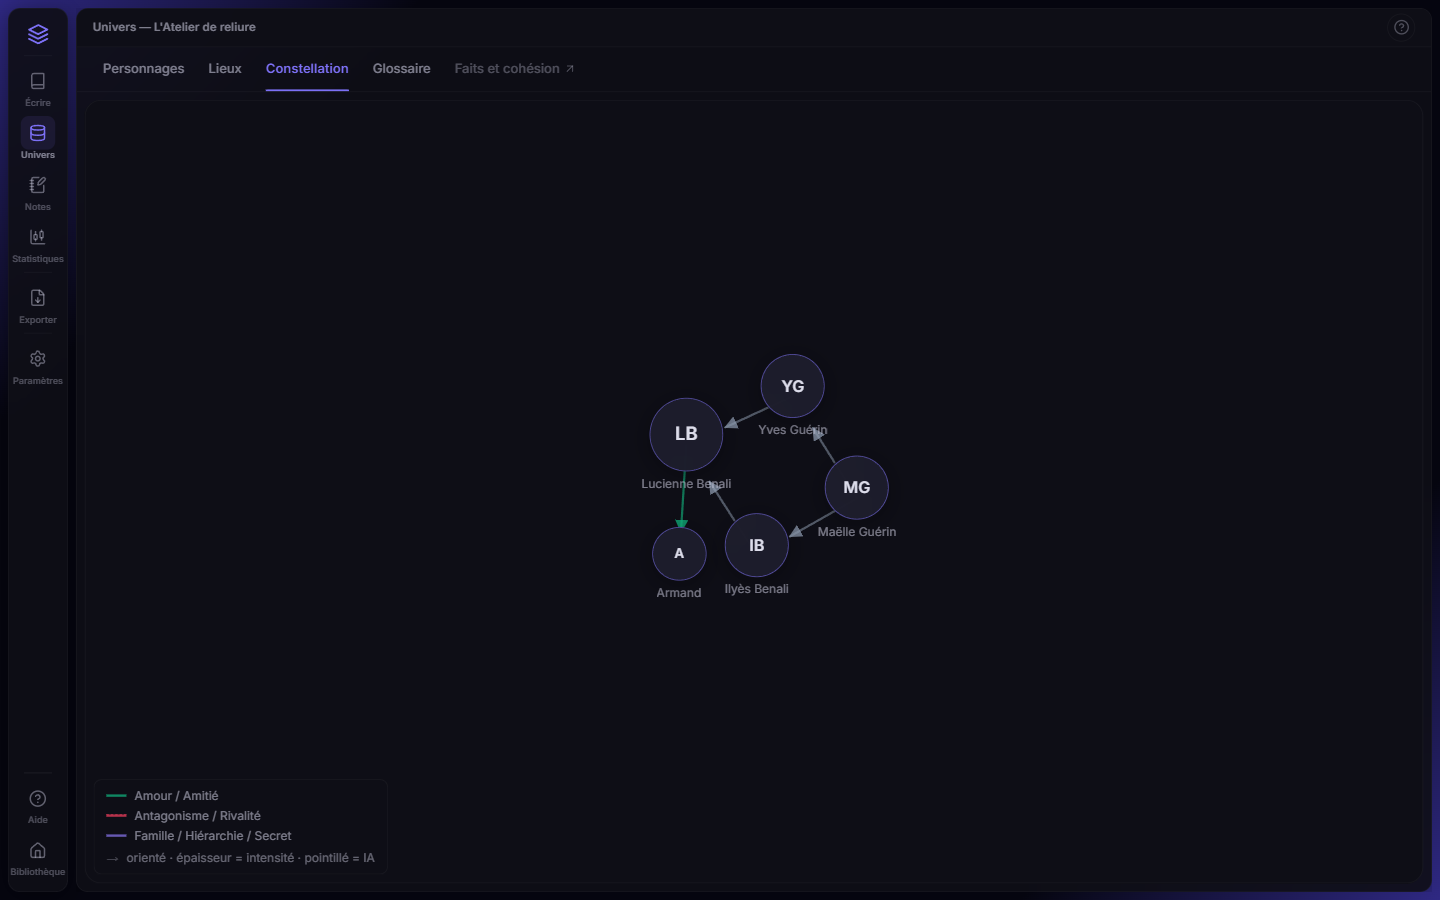 Univers — L'Atelier de reliure
Personnages
Lieux
Constellation
Glossaire
Faits et cohésion
Écrire
Univers
Notes
Statistiques
Exporter
Paramètres
Aide
Bibliothèque
YG
Yves Guérin
LB
Lucienne Benali
MG
Maëlle Guérin
IB
Ilyès Benali
A
Armand
Amour / Amitié
Antagonisme / Rivalité
Famille / Hiérarchie / Secret
→ orienté · épaisseur = intensité · pointillé = IA